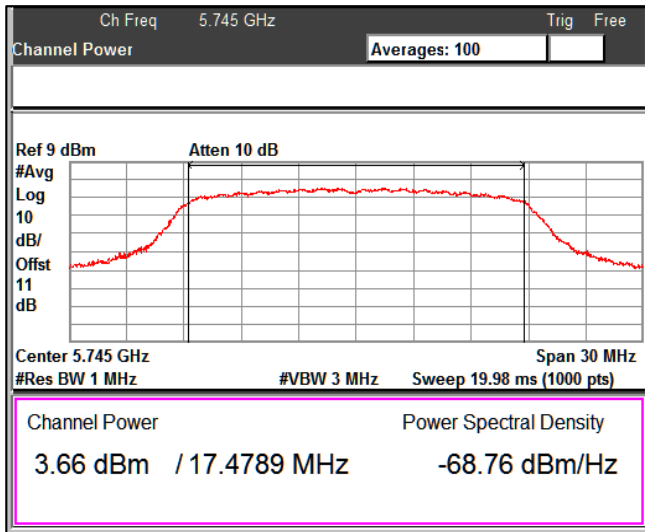 Ch Freq 5.745 GHz Trig Free
Channel Power Averages: 100
Ref 9 dBm Atten 10 dB
#Avg
Log
10
dB/
Offst
11
dB
Center 5.745 GHz Span 30 MHz
#Res BW 1 MHz #VBW 3 MHz Sweep 19.98 ms (1000 pts)
Channel Power Power Spectral Density
3.66 dBm / 17.4789 MHz -68.76 dBm/Hz